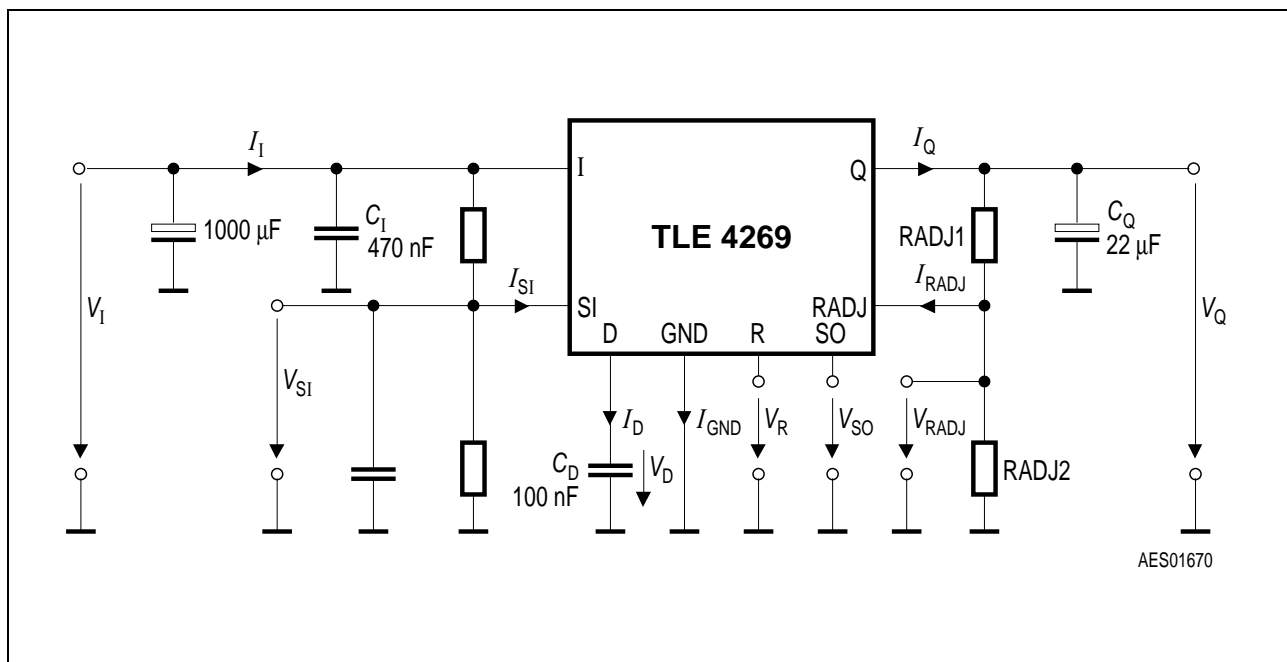 I_I
I_Q
I
Q
1000 µF
C_I
470 nF
TLE 4269
RADJ1
C_Q
22 µF
I_SI
I_RADJ
V_I
SI
RADJ
V_Q
D
GND
R
SO
V_SI
I_D
I_GND
V_R
V_SO
V_RADJ
C_D
100 nF
V_D
RADJ2
AES01670